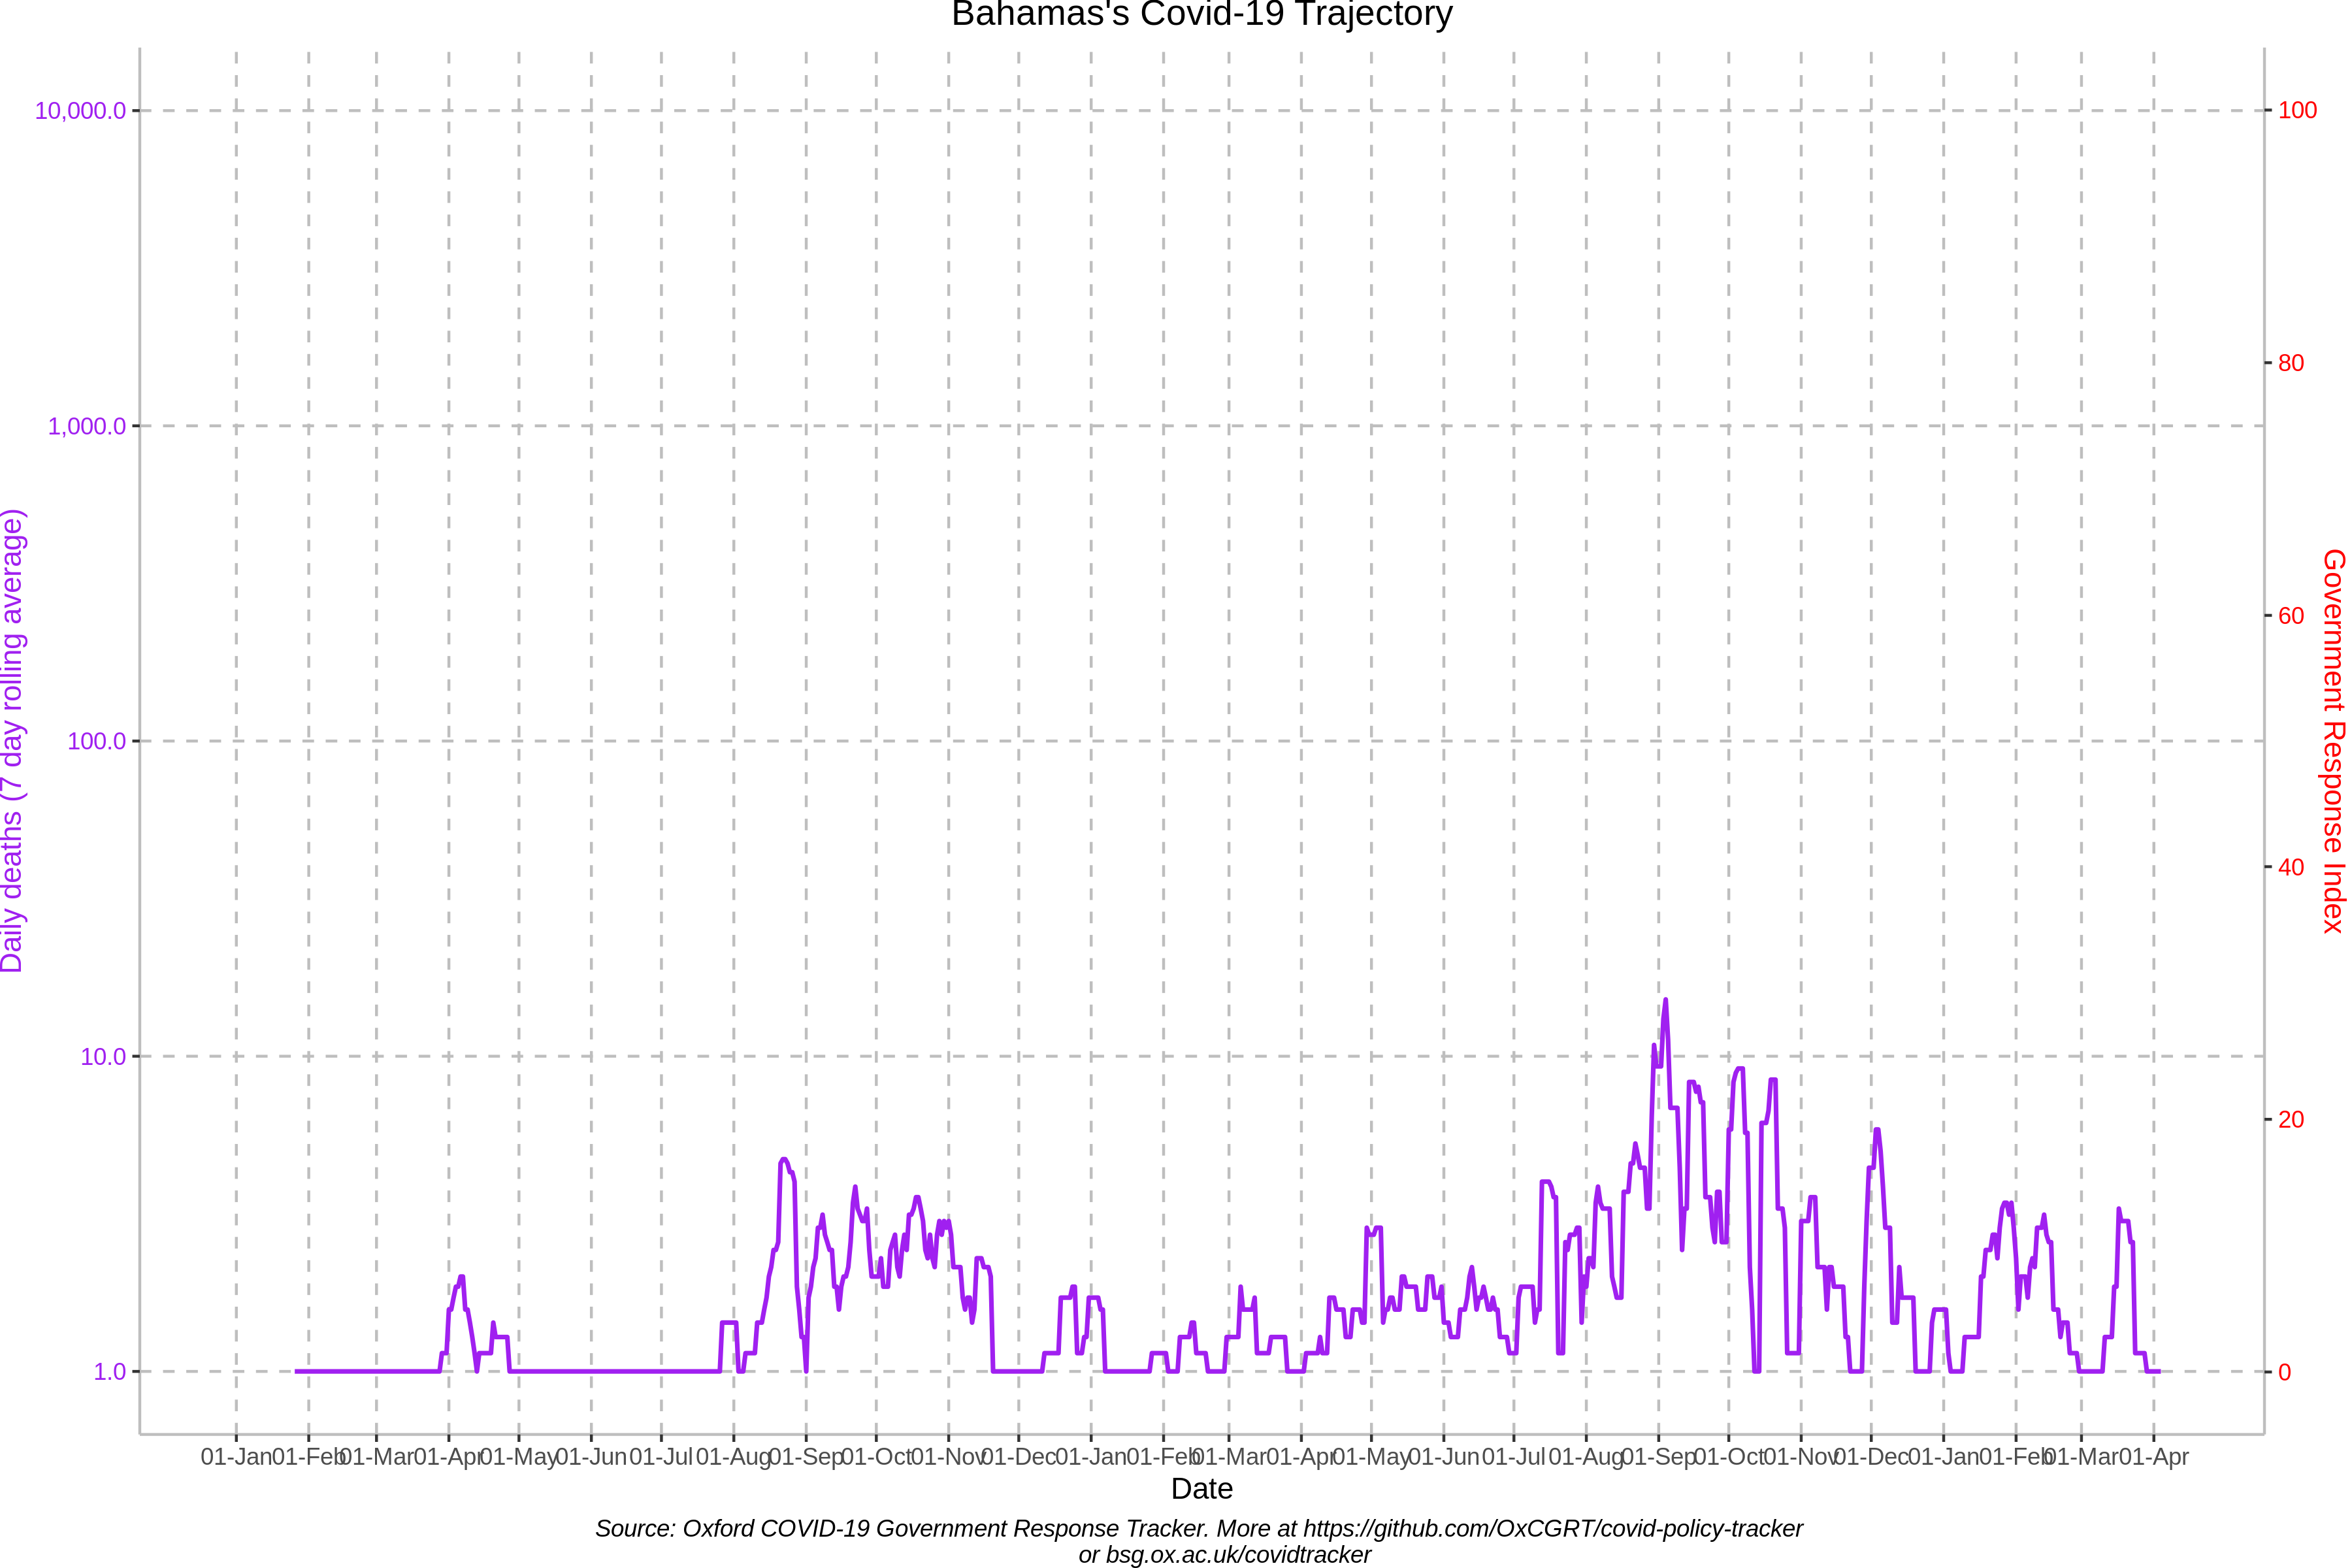 Bahamas's Covid-19 Trajectory
10,000.0
1,000.0
100.0
10.0
1.0
Daily deaths (7 day rolling average)
100
80
60
40
20
0
Government Response Index
01-Jan 01-Feb 01-Mar 01-Apr 01-May 01-Jun 01-Jul 01-Aug 01-Sep 01-Oct 01-Nov 01-Dec 01-Jan 01-Feb 01-Mar 01-Apr 01-May 01-Jun 01-Jul 01-Aug 01-Sep 01-Oct 01-Nov 01-Dec 01-Jan 01-Feb 01-Mar 01-Apr
Date
Source: Oxford COVID-19 Government Response Tracker. More at https://github.com/OxCGRT/covid-policy-tracker
or bsg.ox.ac.uk/covidtracker